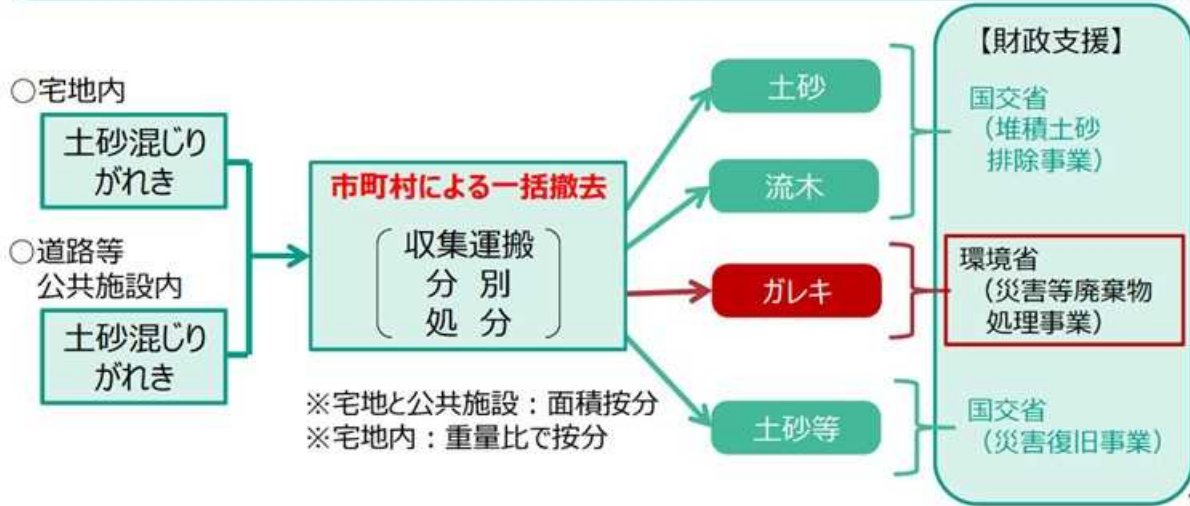 ○宅地内
土砂混じり
がれき
○道路等
公共施設内
土砂混じり
がれき
市町村による一括撤去
収集運搬
分 別
処 分
※宅地と公共施設：面積按分
※宅地内：重量比で按分
土砂
流木
ガレキ
土砂等
【財政支援】
国交省
（堆積土砂
排除事業）
環境省
（災害等廃棄物
処理事業）
国交省
（災害復旧事業）